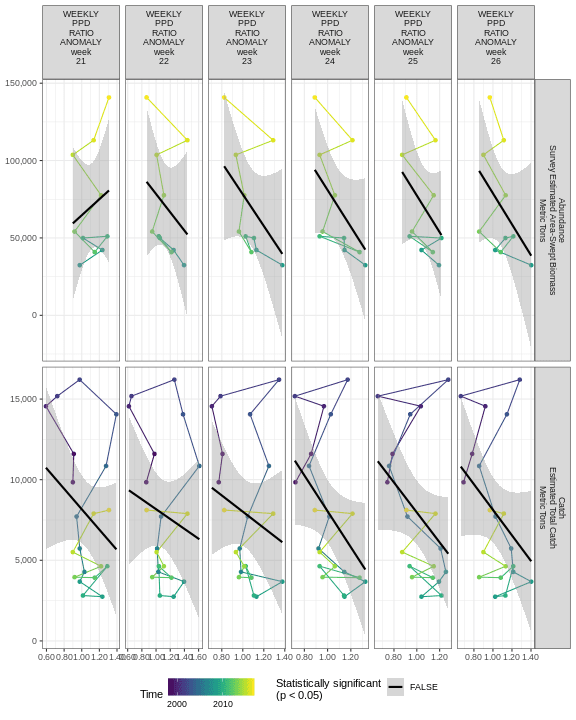 WEEKLY
PPD
RATIO
ANOMALY
week
21
WEEKLY
PPD
RATIO
ANOMALY
week
22
WEEKLY
PPD
RATIO
ANOMALY
week
23
WEEKLY
PPD
RATIO
ANOMALY
week
24
WEEKLY
PPD
RATIO
ANOMALY
week
25
WEEKLY
PPD
RATIO
ANOMALY
week
26
150,000
100,000
50,000
0
Abundance
Survey Estimated Area-Swept Biomass
Metric Tons
15,000
10,000
5,000
0
Catch
Estimated Total Catch
Metric Tons
0.60 0.80 1.00 1.20 1.40
0.60 0.80 1.00 1.20 1.40 1.60
0.80 1.00 1.20 1.40
0.80 1.00 1.20
0.80 1.00 1.20
0.80 1.00 1.20 1.40
Time
2000 2010
Statistically significant
(p < 0.05)
FALSE